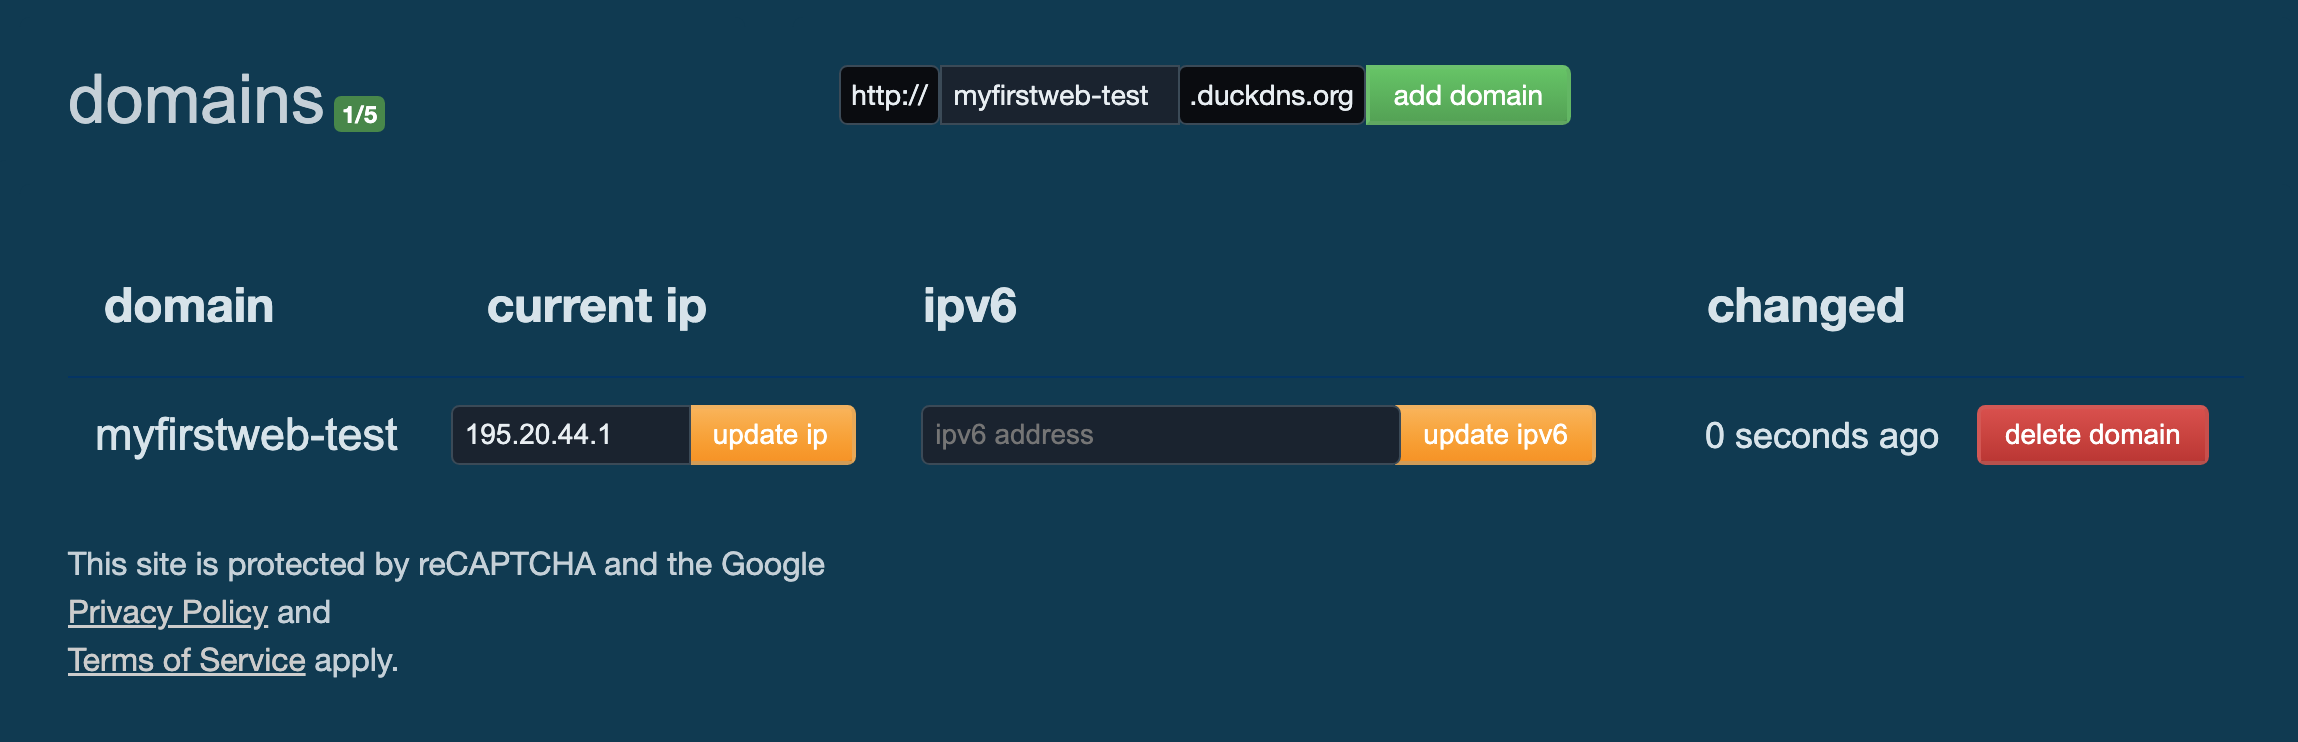 domains 1/5
http:// myfirstweb-test .duckdns.org add domain
domain current ip ipv6 changed
myfirstweb-test 195.20.44.1 update ip ipv6 address update ipv6 0 seconds ago delete domain
This site is protected by reCAPTCHA and the Google
Privacy Policy and
Terms of Service apply.